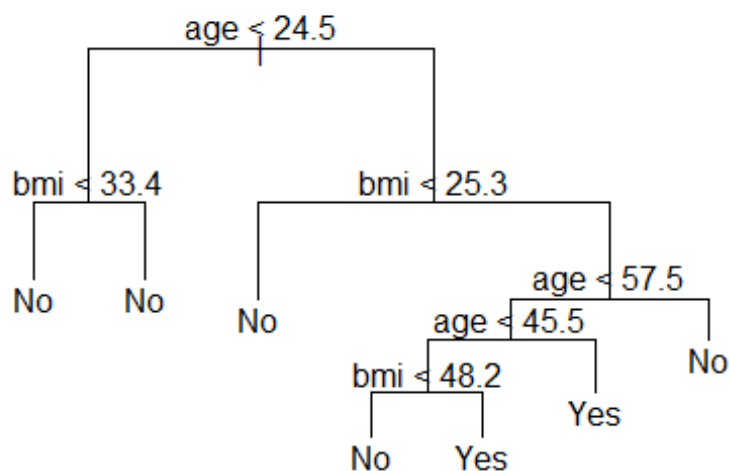 age < 24.5
bmi < 33.4
bmi < 25.3
No
No
No
age < 57.5
age < 45.5
No
bmi < 48.2
Yes
No
Yes